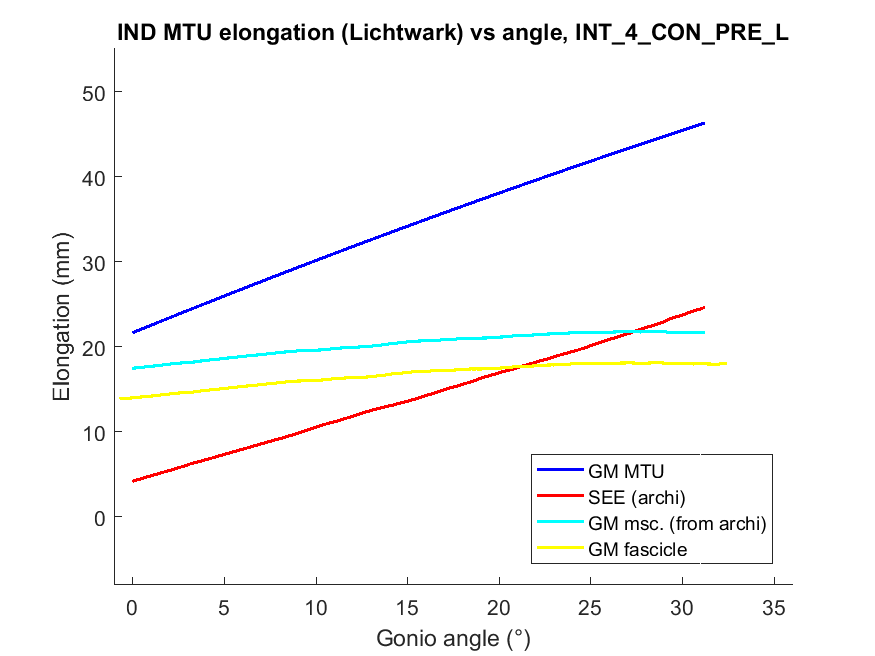 IND MTU elongation (Lichtwark) vs angle, INT_4_CON_PRE_L
Elongation (mm)
50
40
30
20
10
0
GM MTU
SEE (archi)
GM msc. (from archi)
GM fascicle
0 5 10 15 20 25 30 35
Gonio angle (°)